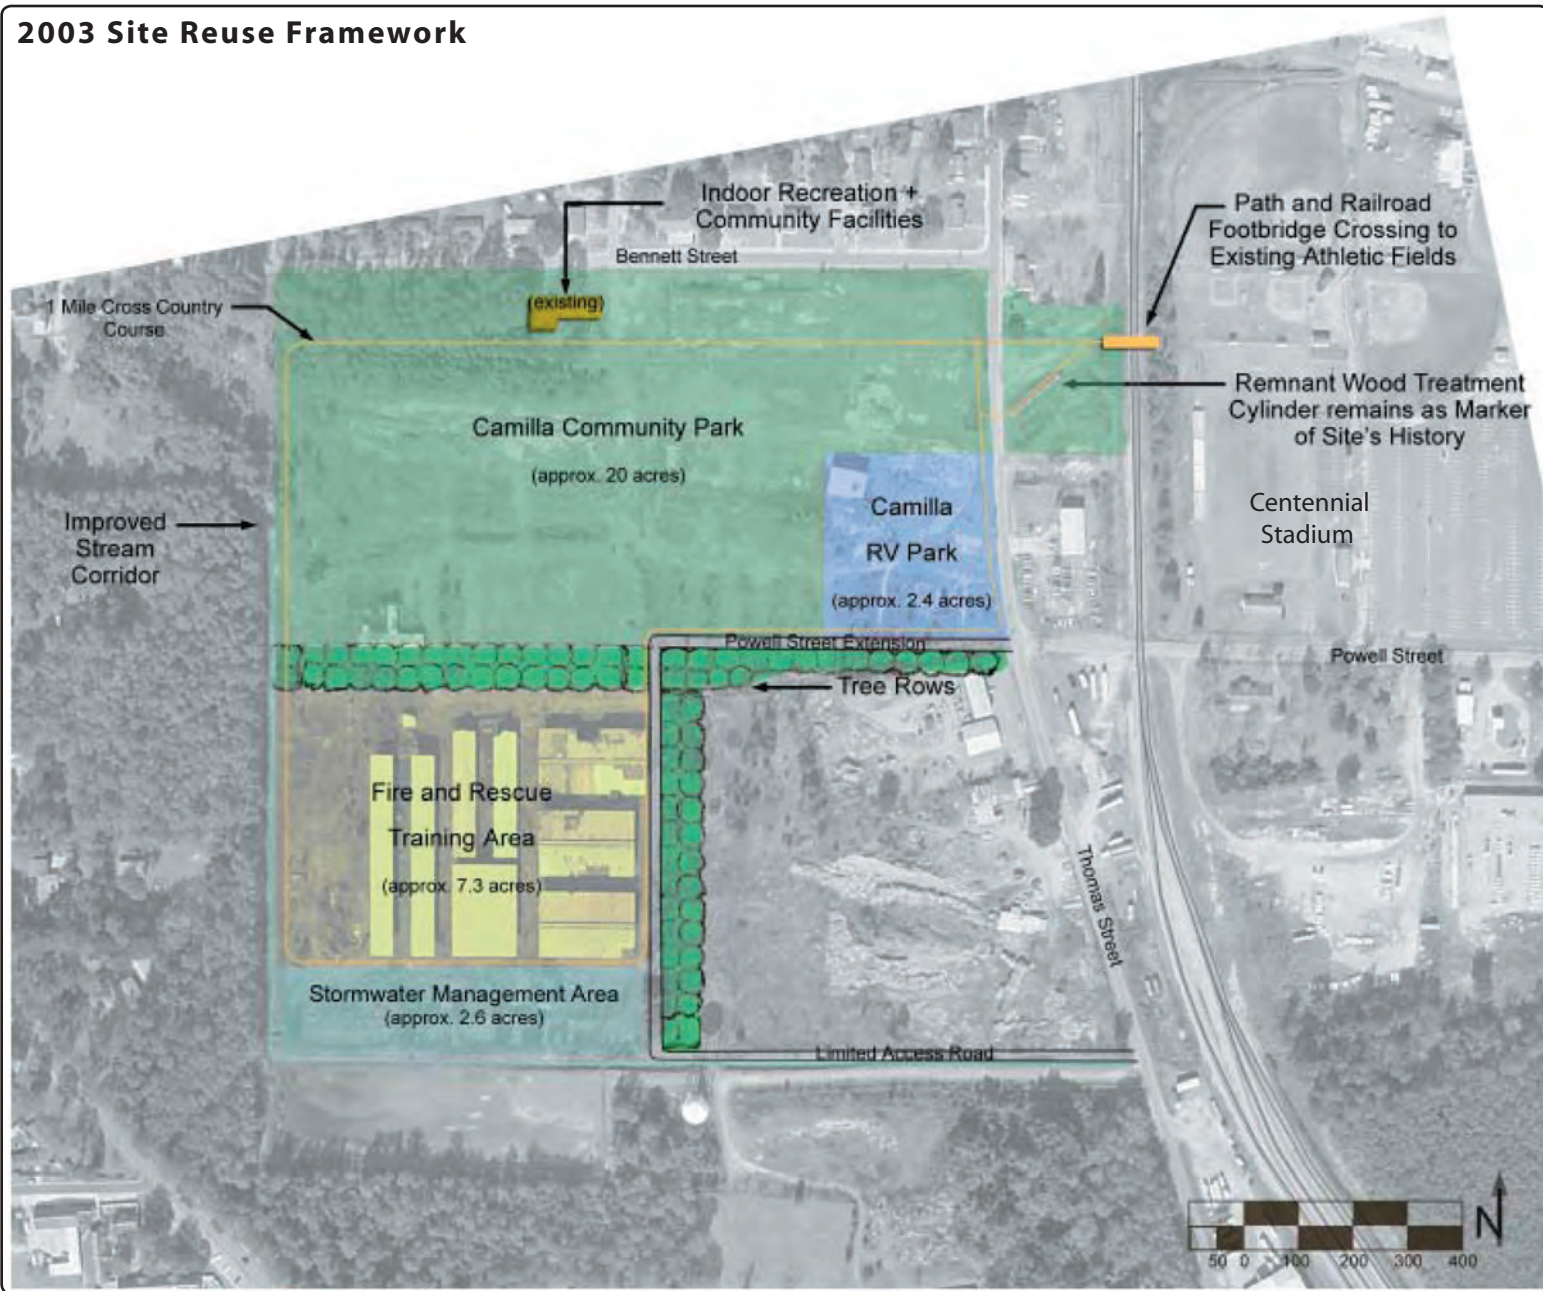 2003 Site Reuse Framework
Indoor Recreation +
Community Facilities
Bennett Street
Path and Railroad
Footbridge Crossing to
Existing Athletic Fields
(existing)
1 Mile Cross Country
Course
Remnant Wood Treatment
Cylinder remains as Marker
of Site's History
Camilla Community Park
(approx. 20 acres)
Improved
Stream
Corridor
Camilla
RV Park
(approx. 2.4 acres)
Centennial
Stadium
Powell Street Extension
Powell Street
Tree Rows
Fire and Rescue
Training Area
(approx. 7.3 acres)
Thomas Street
Stormwater Management Area
(approx. 2.6 acres)
Limited Access Road
N
50 0 100 200 300 400